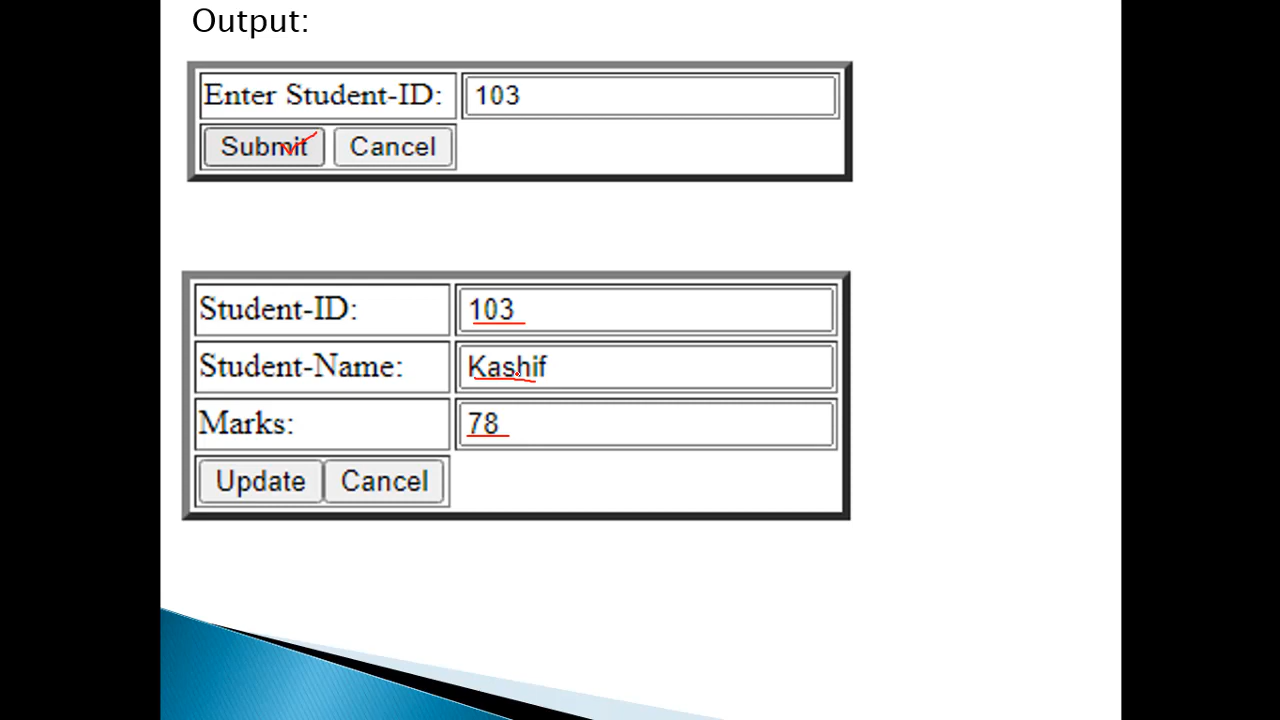 Output:
Enter Student-ID: 103
Submit Cancel
Student-ID: 103
Student-Name: Kashif
Marks: 78
Update Cancel